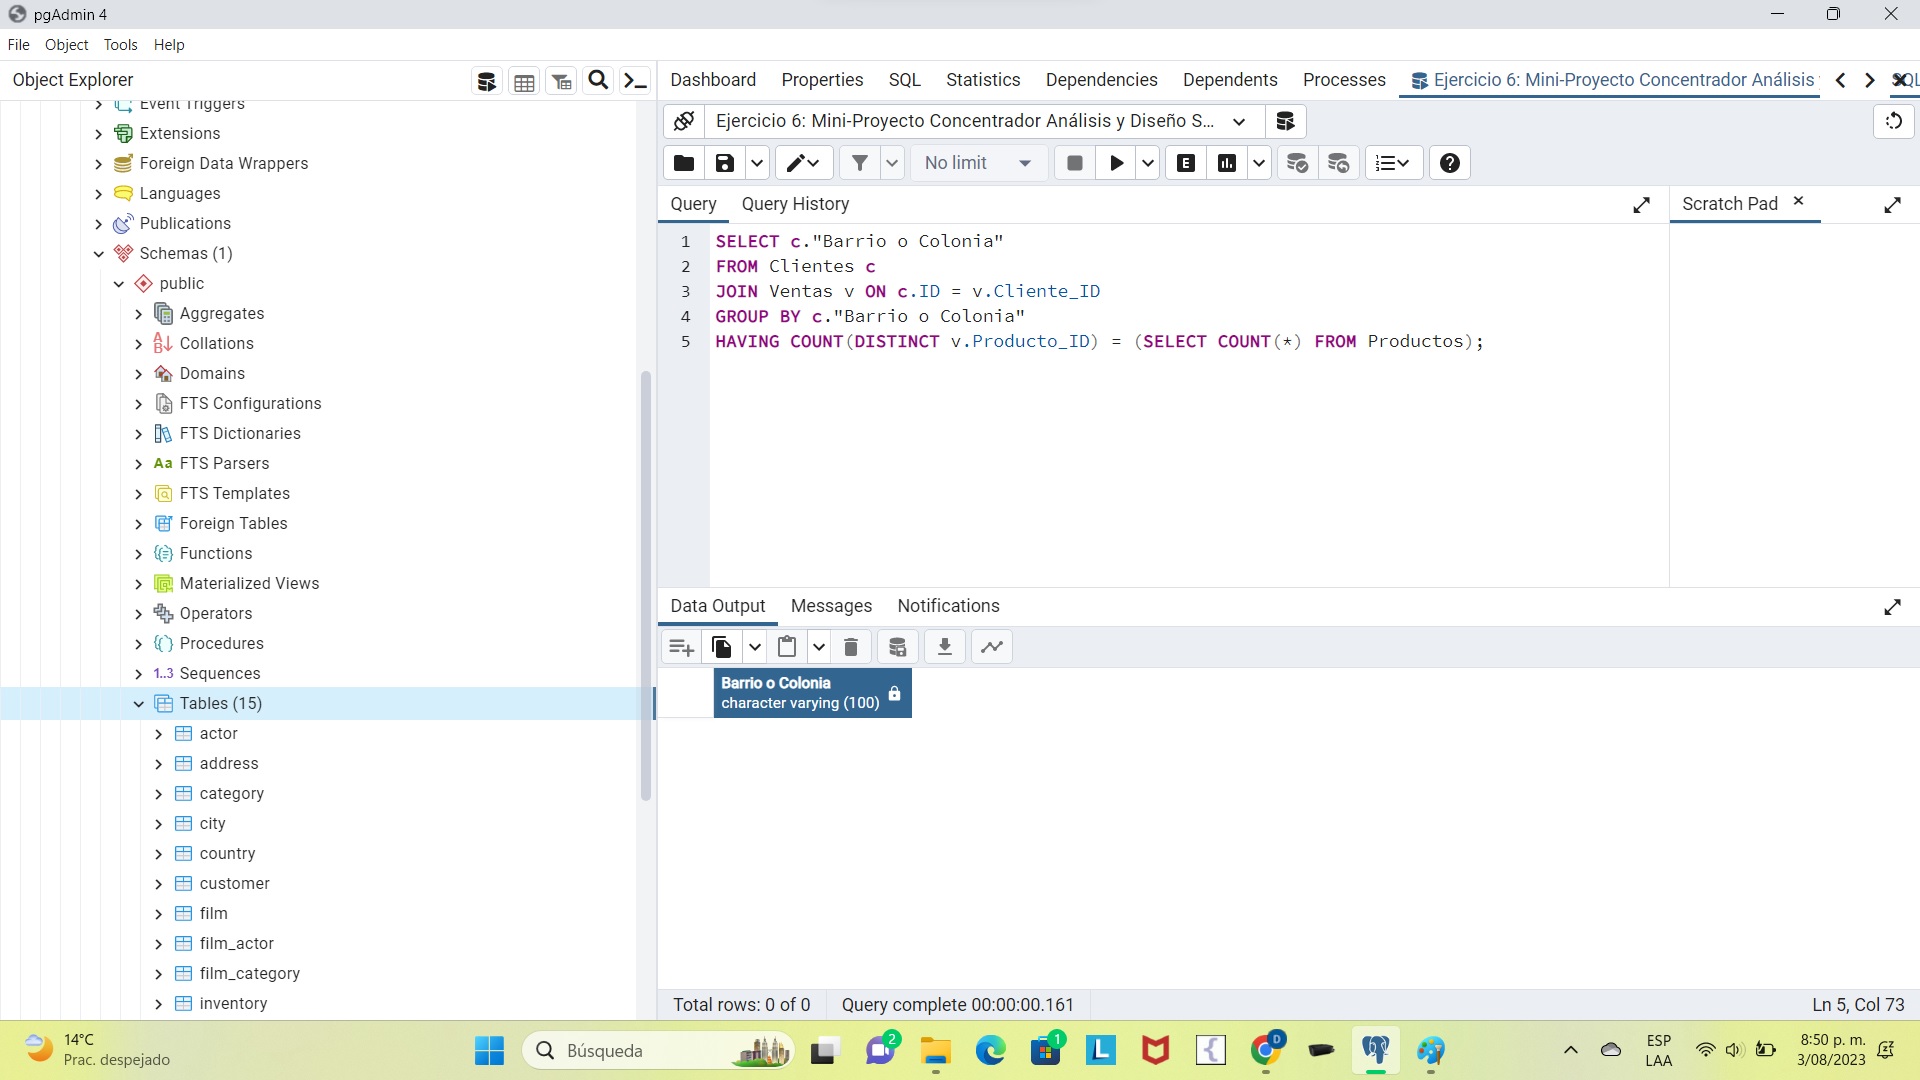 pgAdmin 4
File Object Tools Help
Object Explorer
Dashboard Properties SQL Statistics Dependencies Dependents Processes Ejercicio 6: Mini-Proyecto Concentrador Análisis
Event Triggers
Extensions
Foreign Data Wrappers
Languages
Publications
Schemas (1)
public
Aggregates
Collations
Domains
FTS Configurations
FTS Dictionaries
Aa FTS Parsers
FTS Templates
Foreign Tables
Functions
Materialized Views
Operators
Procedures
1..3 Sequences
Tables (15)
actor
address
category
city
country
customer
film
film_actor
film_category
inventory
Ejercicio 6: Mini-Proyecto Concentrador Análisis y Diseño S...
No limit
E
Query Query History
Scratch Pad
1 SELECT c."Barrio o Colonia"
2 FROM Clientes c
3 JOIN Ventas v ON c.ID = v.Cliente_ID
4 GROUP BY c."Barrio o Colonia"
5 HAVING COUNT(DISTINCT v.Producto_ID) = (SELECT COUNT(*) FROM Productos);
Data Output Messages Notifications
Barrio o Colonia
character varying (100)
Total rows: 0 of 0 Query complete 00:00:00.161 Ln 5, Col 73
14°C
Prac. despejado
Búsqueda
2
1
L
D
ESP
LAA
8:50 p. m.
3/08/2023